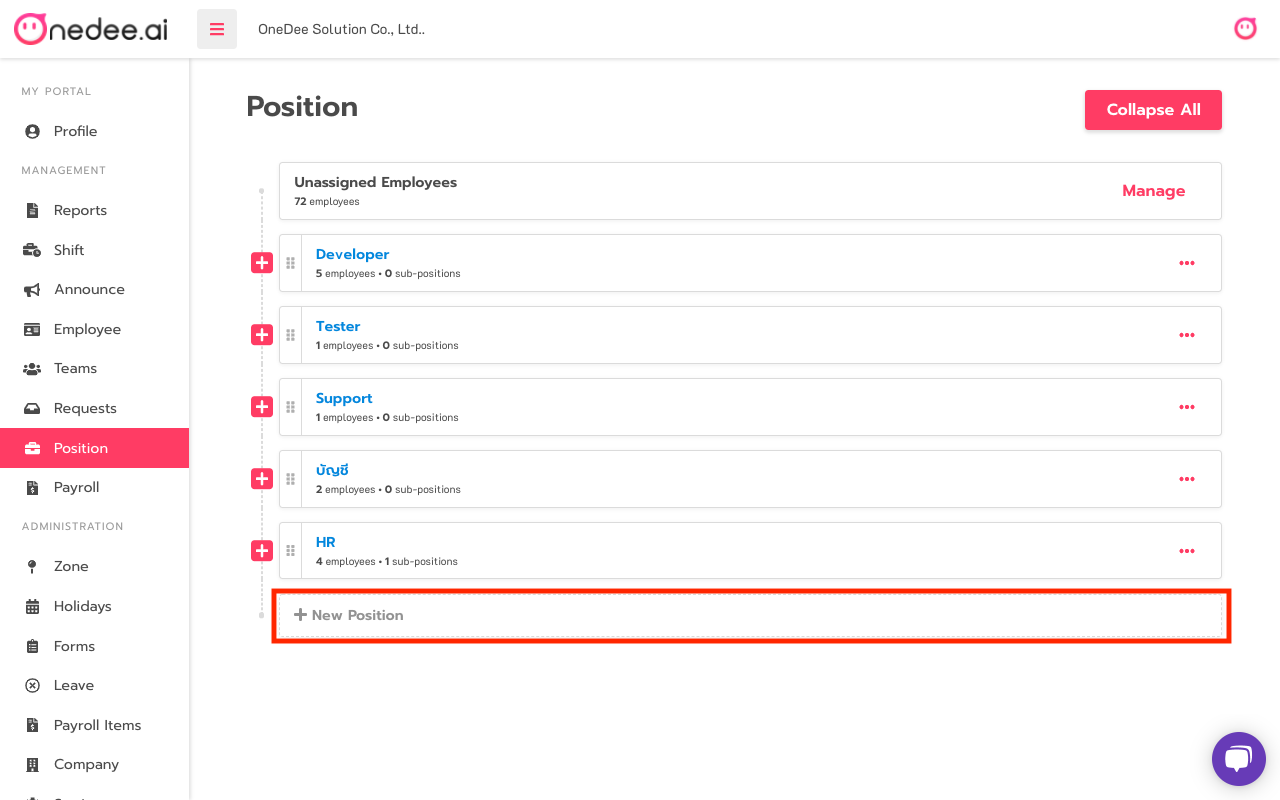 Onedee.ai
OneDee Solution Co., Ltd..
MY PORTAL
Profile
MANAGEMENT
Reports
Shift
Announce
Employee
Teams
Requests
Position
Payroll
ADMINISTRATION
Zone
Holidays
Forms
Leave
Payroll Items
Company
Position
Collapse All
Unassigned Employees
72 employees
Manage
Developer
5 employees • 0 sub-positions
Tester
1 employees • 0 sub-positions
Support
1 employees • 0 sub-positions
บัญชี
2 employees • 0 sub-positions
HR
4 employees • 1 sub-positions
New Position